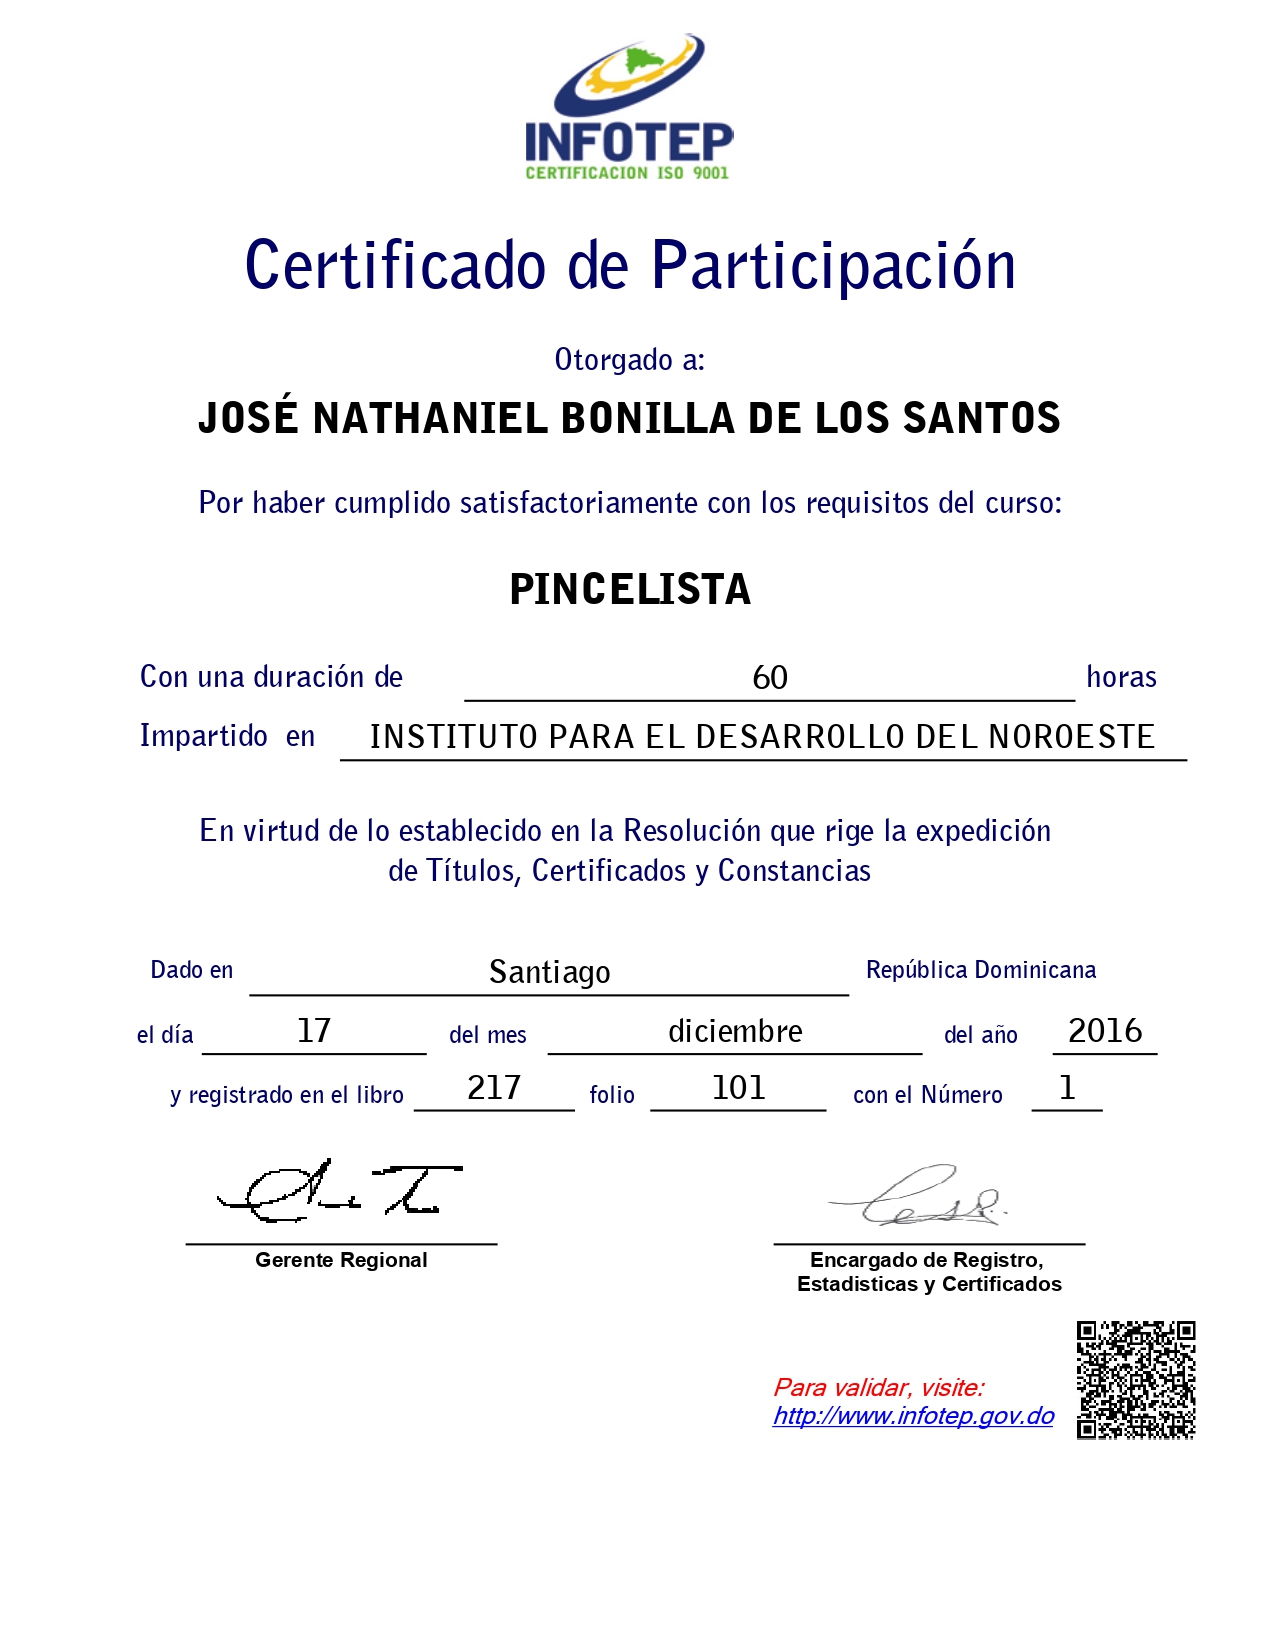 INFOTEP
CERTIFICACION ISO 9001
Certificado de Participación
Otorgado a:
JOSÉ NATHANIEL BONILLA DE LOS SANTOS
Por haber cumplido satisfactoriamente con los requisitos del curso:
PINCELISTA
Con una duración de 60 horas
Impartido en INSTITUTO PARA EL DESARROLLO DEL NOROESTE
En virtud de lo establecido en la Resolución que rige la expedición
de Títulos, Certificados y Constancias
Dado en Santiago República Dominicana
el día 17 del mes diciembre del año 2016
y registrado en el libro 217 folio 101 con el Número 1
Gerente Regional
Encargado de Registro,
Estadisticas y Certificados
Para validar, visite:
http://www.infotep.gov.do